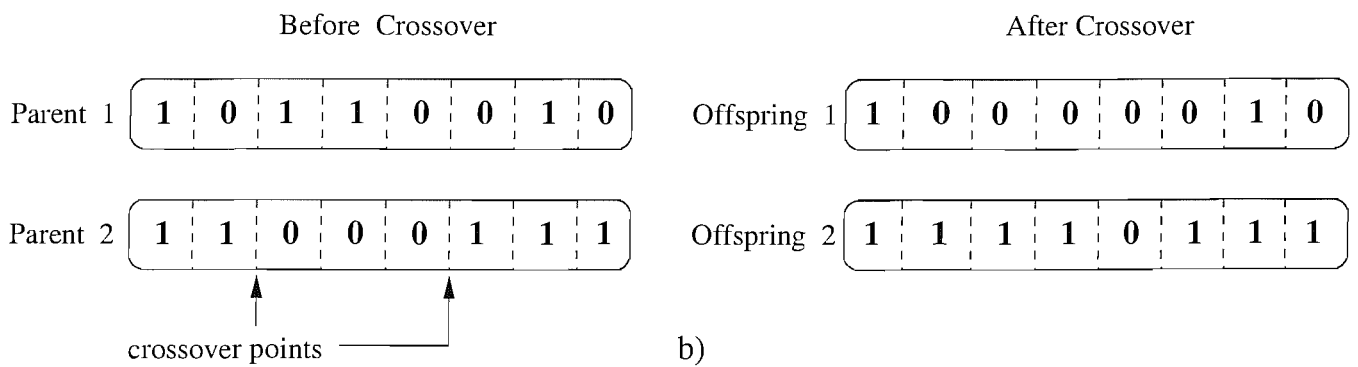 Before Crossover
After Crossover
Parent 1 1 0 1 1 0 0 1 0
Offspring 1 1 0 0 0 0 0 1 0
Parent 2 1 1 0 0 0 1 1 1
Offspring 2 1 1 1 1 0 1 1 1
crossover points
b)